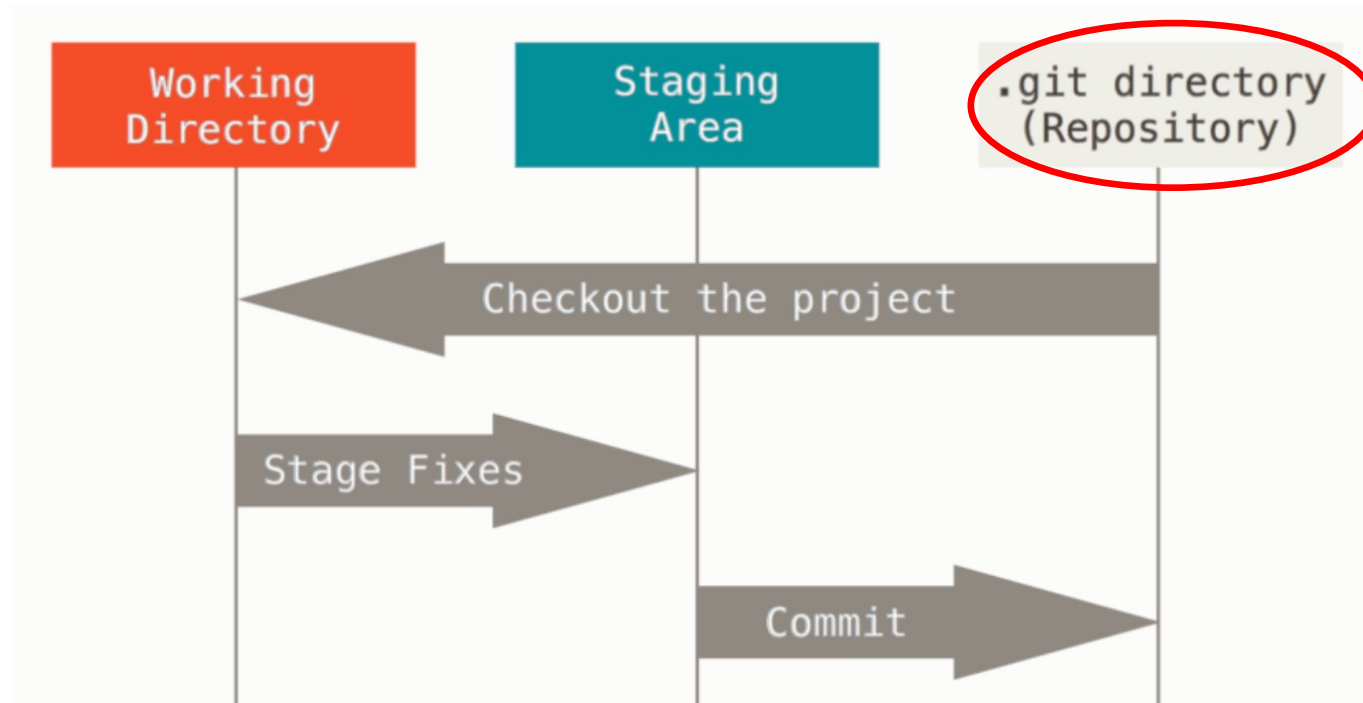 Working
Directory
Staging
Area
.git directory
(Repository)
Checkout the project
Stage Fixes
Commit